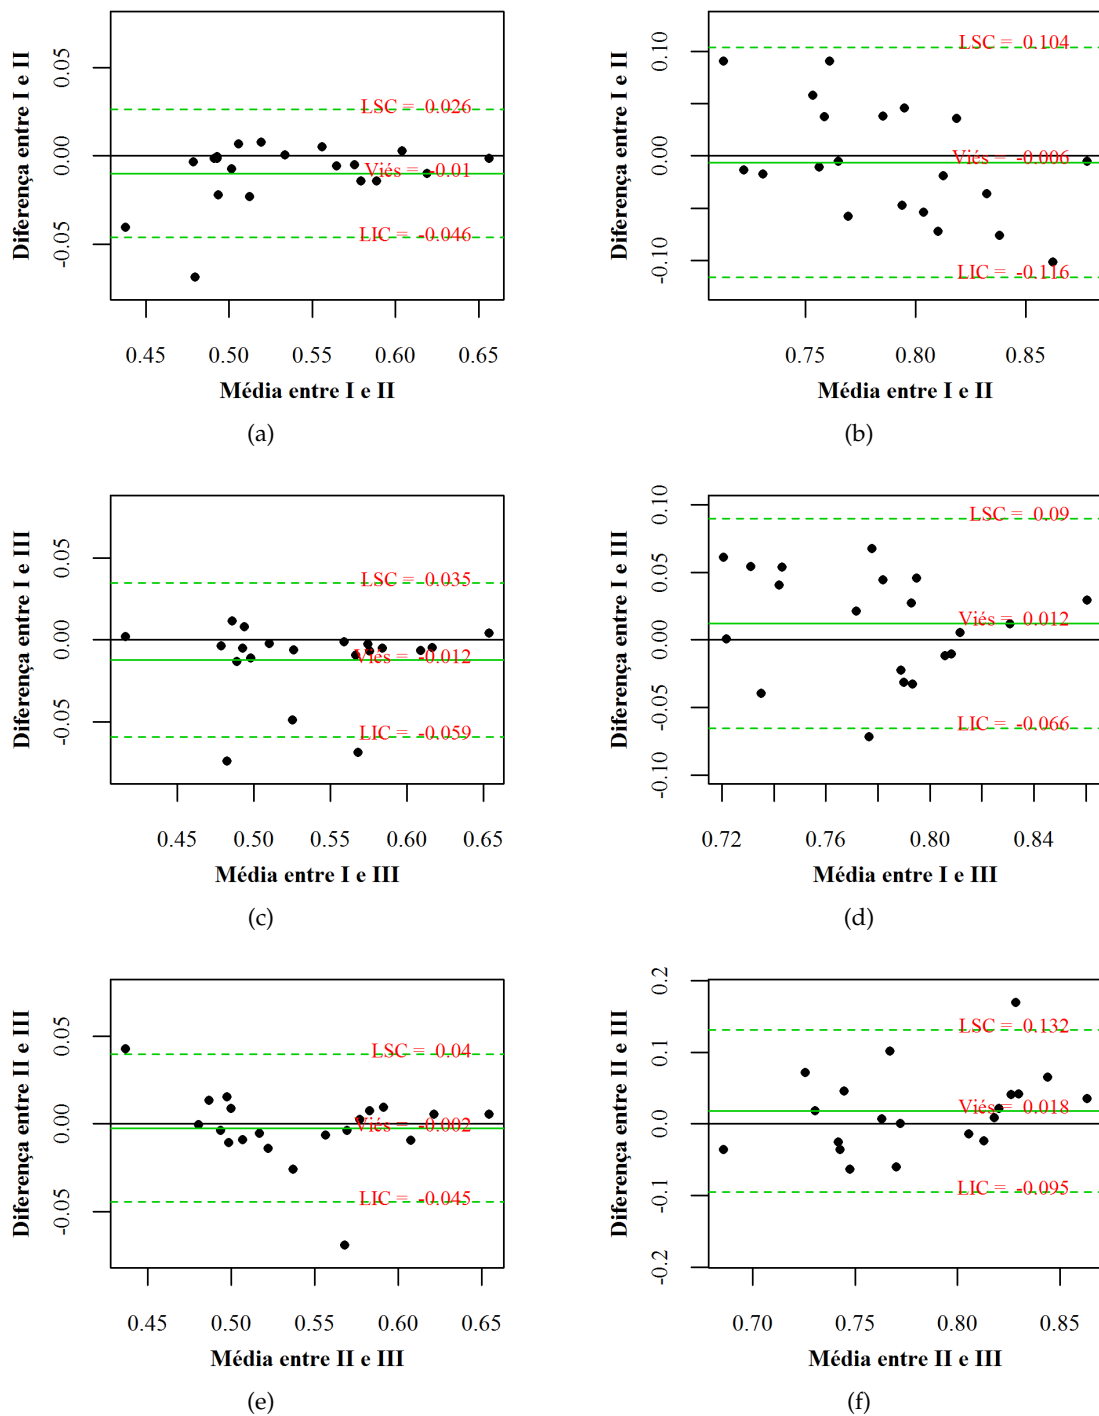 Diferença entre I e II
0.05
0.00
-0.05
LSC = 0.026
Viés = -0.01
LIC = -0.046
0.45 0.50 0.55 0.60 0.65
Média entre I e II
(a)
Diferença entre I e II
0.10
0.00
-0.10
LSC = 0.104
Viés = -0.006
LIC = -0.116
0.75 0.80 0.85
Média entre I e II
(b)
Diferença entre I e III
0.05
0.00
-0.05
LSC = 0.035
Viés = -0.012
LIC = -0.059
0.45 0.50 0.55 0.60 0.65
Média entre I e III
(c)
Diferença entre I e III
0.10
0.05
0.00
-0.05
-0.10
LSC = 0.09
Viés = 0.012
LIC = -0.066
0.72 0.76 0.80 0.84
Média entre I e III
(d)
Diferença entre II e III
0.05
0.00
-0.05
LSC = 0.04
Viés = -0.002
LIC = -0.045
0.45 0.50 0.55 0.60 0.65
Média entre II e III
(e)
Diferença entre II e III
0.2
0.1
0.0
-0.1
-0.2
LSC = 0.132
Viés = 0.018
LIC = -0.095
0.70 0.75 0.80 0.85
Média entre II e III
(f)